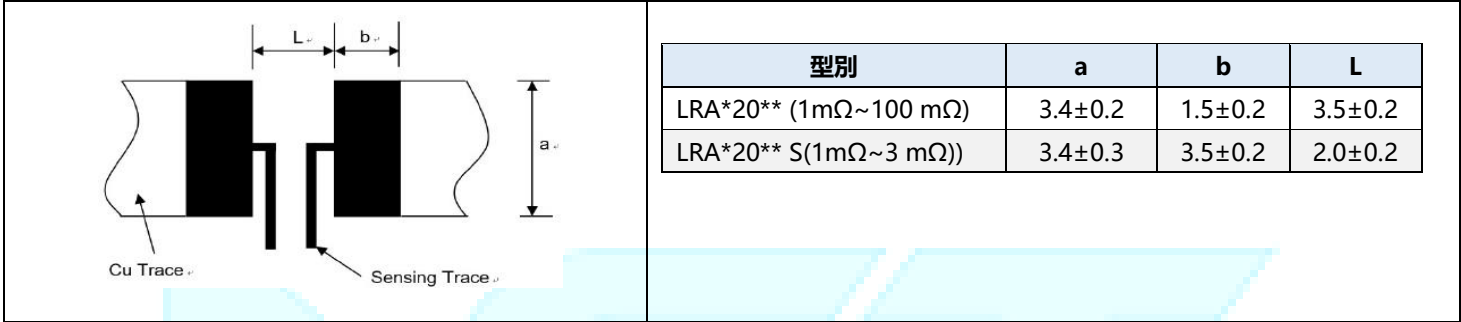 L b
a
Cu Trace
Sensing Trace
型別 a b L
LRA*20** (1mΩ~100 mΩ) 3.4±0.2 1.5±0.2 3.5±0.2
LRA*20** S(1mΩ~3 mΩ)) 3.4±0.3 3.5±0.2 2.0±0.2